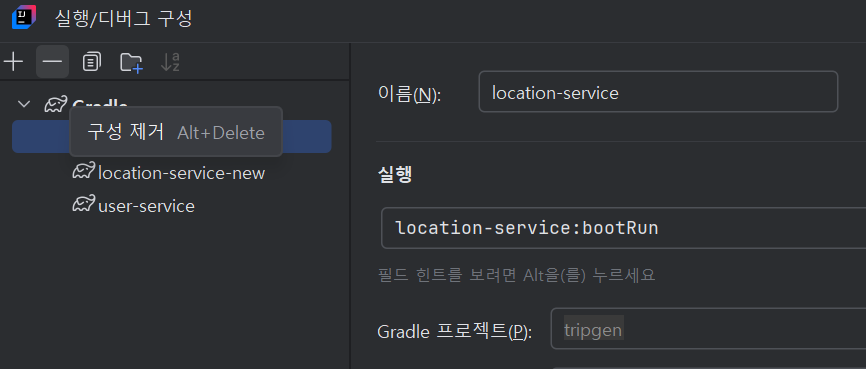 실행/디버그 구성
이름(N):
location-service
Gradle
구성 제거 Alt+Delete
location-service-new
user-service
실행
location-service:bootRun
필드 힌트를 보려면 Alt을(를) 누르세요
Gradle 프로젝트(P):
tripgen